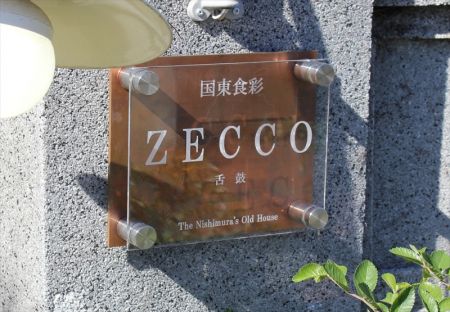 国東食彩
ZECCO
舌鼓
The Nishimura's Old House